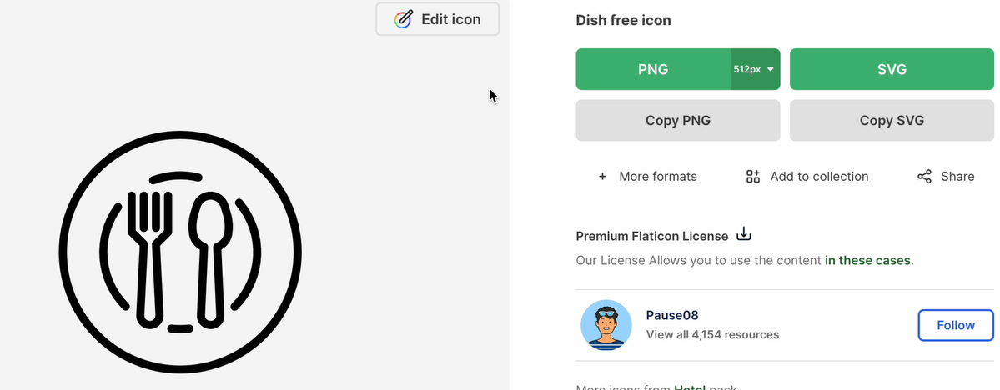 Edit icon
Dish free icon
PNG
512px
SVG
Copy PNG
Copy SVG
+ More formats
Add to collection
Share
Premium Flaticon License
Our License Allows you to use the content in these cases.
Pause08
View all 4,154 resources
Follow
More icons from Hotel pack